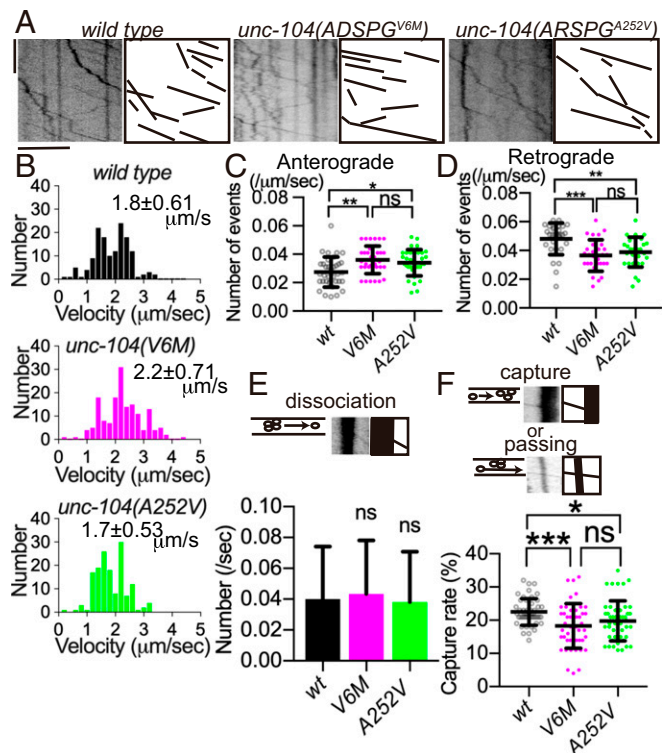 A wild type unc-104(ADSPG^V6M) unc-104(ARSPG^A252V)
B
wild type
1.8±0.61
μm/s
Number
40
30
20
10
0
0 1 2 3 4 5
Velocity (μm/sec)
unc-104(V6M)
2.2±0.71
μm/s
Number
40
30
20
10
0
0 1 2 3 4 5
Velocity (μm/sec)
unc-104(A252V)
1.7±0.53
μm/s
Number
40
30
20
10
0
0 1 2 3 4 5
Velocity (μm/sec)
C Anterograde
(/μm/sec)
Number of events
0.08
0.06
0.04
0.02
0.00
*
** ns
wt V6M A252V
D Retrograde
(/μm/sec)
Number of events
0.08
0.06
0.04
0.02
0.00
**
*** ns
wt V6M A252V
E
dissociation
Number (/sec)
0.10
0.08
0.06
0.04
0.02
0.00
ns ns
wt V6M A252V
F
capture
or
passing
Capture rate (%)
40
30
20
10
0
*
*** ns
wt V6M A252V